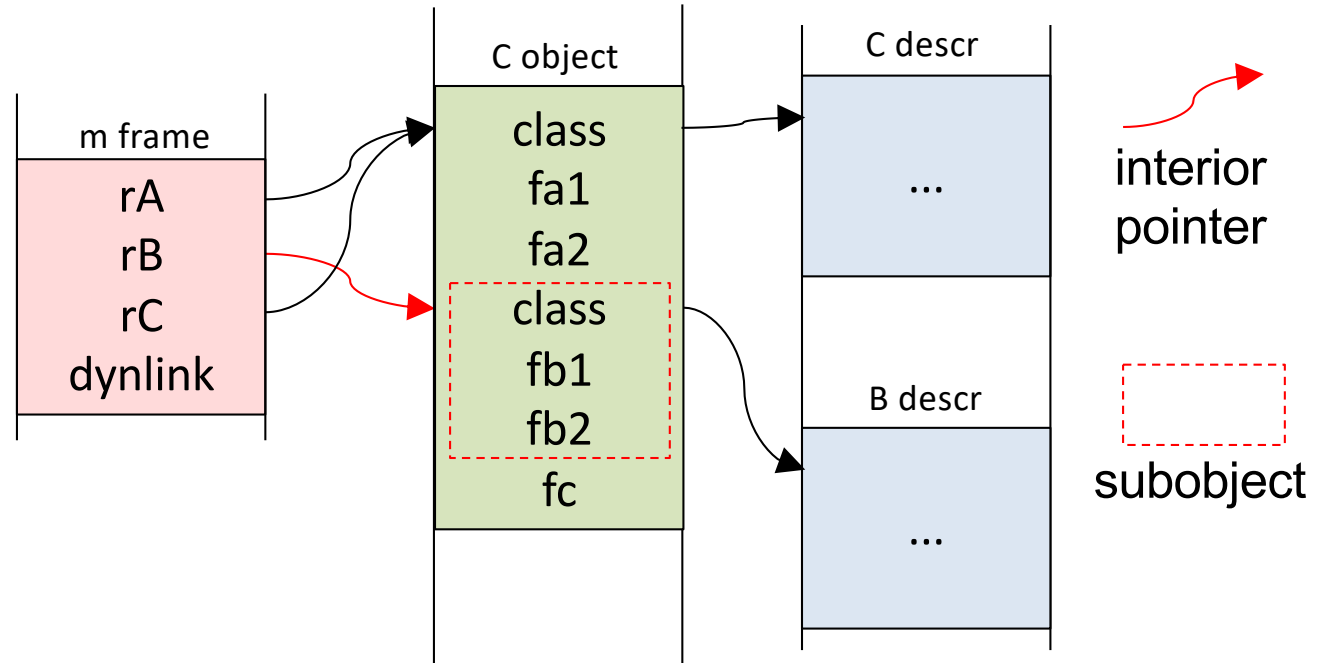 m frame
rA
rB
rC
dynlink
C object
class
fa1
fa2
class
fb1
fb2
fc
C descr
...
B descr
...
interior
pointer
subobject